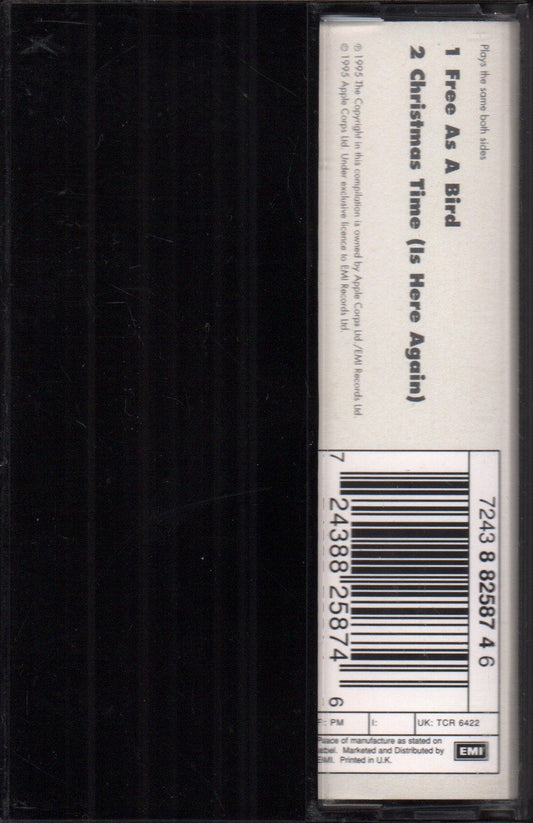 Plays the same both sides
1 Free As A Bird
2 Christmas Time (Is Here Again)
℗ 1995 The Copyright in this compilation is owned by Apple Corps Ltd./EMI Records Ltd.
© 1995 Apple Corps Ltd. Under exclusive licence to EMI Records Ltd.
7243 8 82587 4 6
7 24388 25874 6
F: PM
I:
UK: TCR 6422
Place of manufacture as stated on
label. Marketed and Distributed by
EMI. Printed in U.K.
EMI